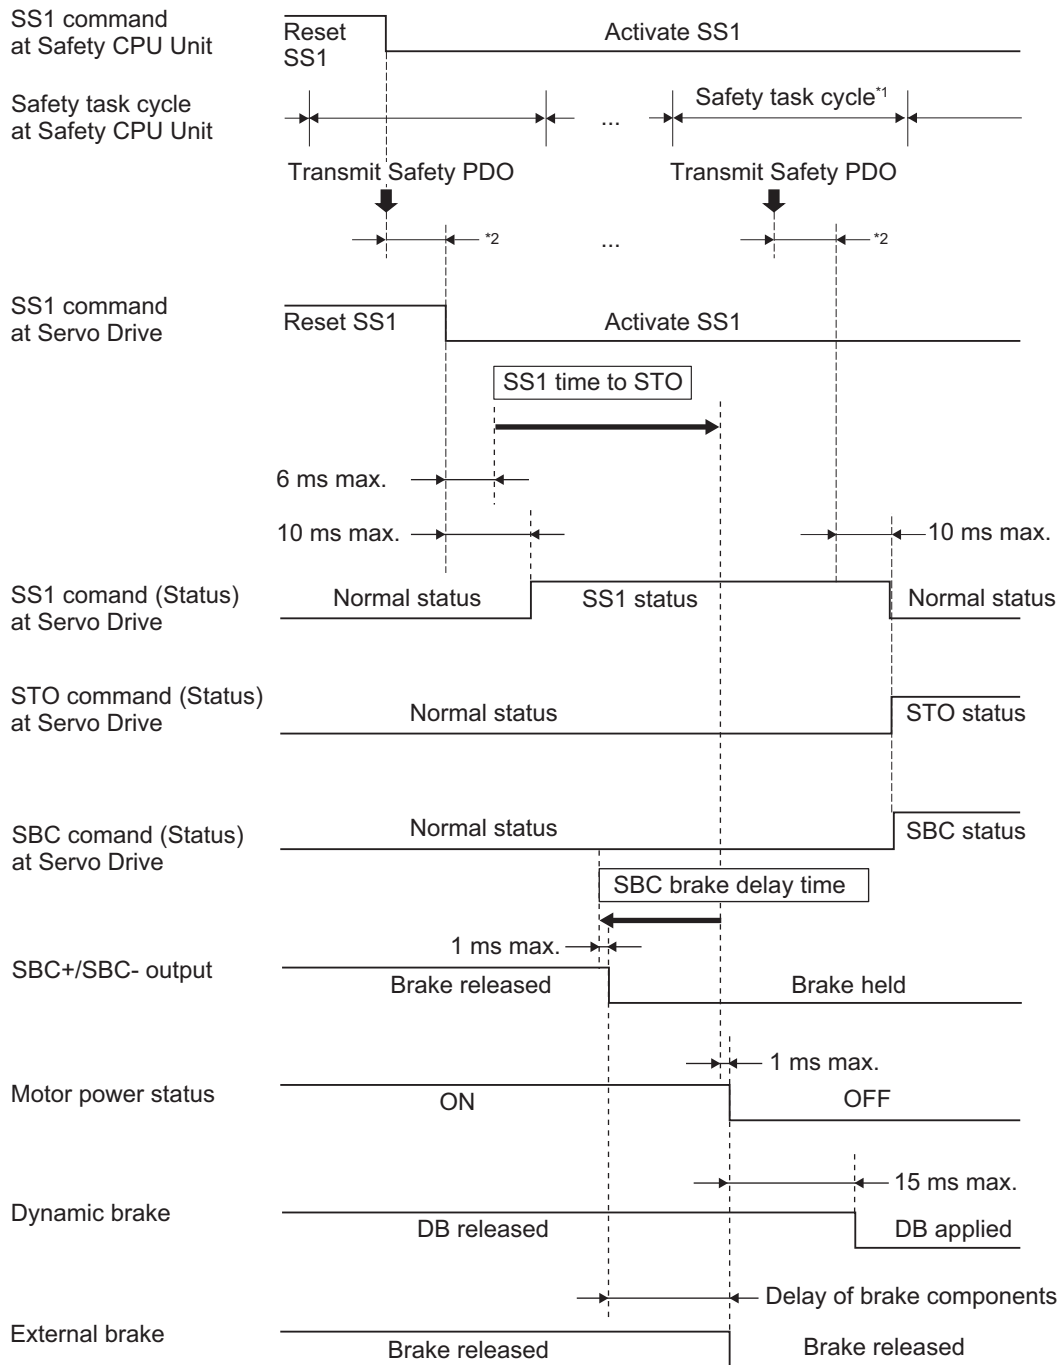 SS1 command
at Safety CPU Unit
Reset
SS1
Activate SS1
Safety task cycle
at Safety CPU Unit
...
Safety task cycle*1
Transmit Safety PDO
Transmit Safety PDO
*2
...
*2
SS1 command
at Servo Drive
Reset SS1
Activate SS1
SS1 time to STO
6 ms max.
10 ms max.
10 ms max.
SS1 comand (Status)
at Servo Drive
Normal status
SS1 status
Normal status
STO command (Status)
at Servo Drive
Normal status
STO status
SBC comand (Status)
at Servo Drive
Normal status
SBC status
SBC brake delay time
1 ms max.
SBC+/SBC- output
Brake released
Brake held
1 ms max.
Motor power status
ON
OFF
15 ms max.
Dynamic brake
DB released
DB applied
Delay of brake components
External brake
Brake released
Brake released